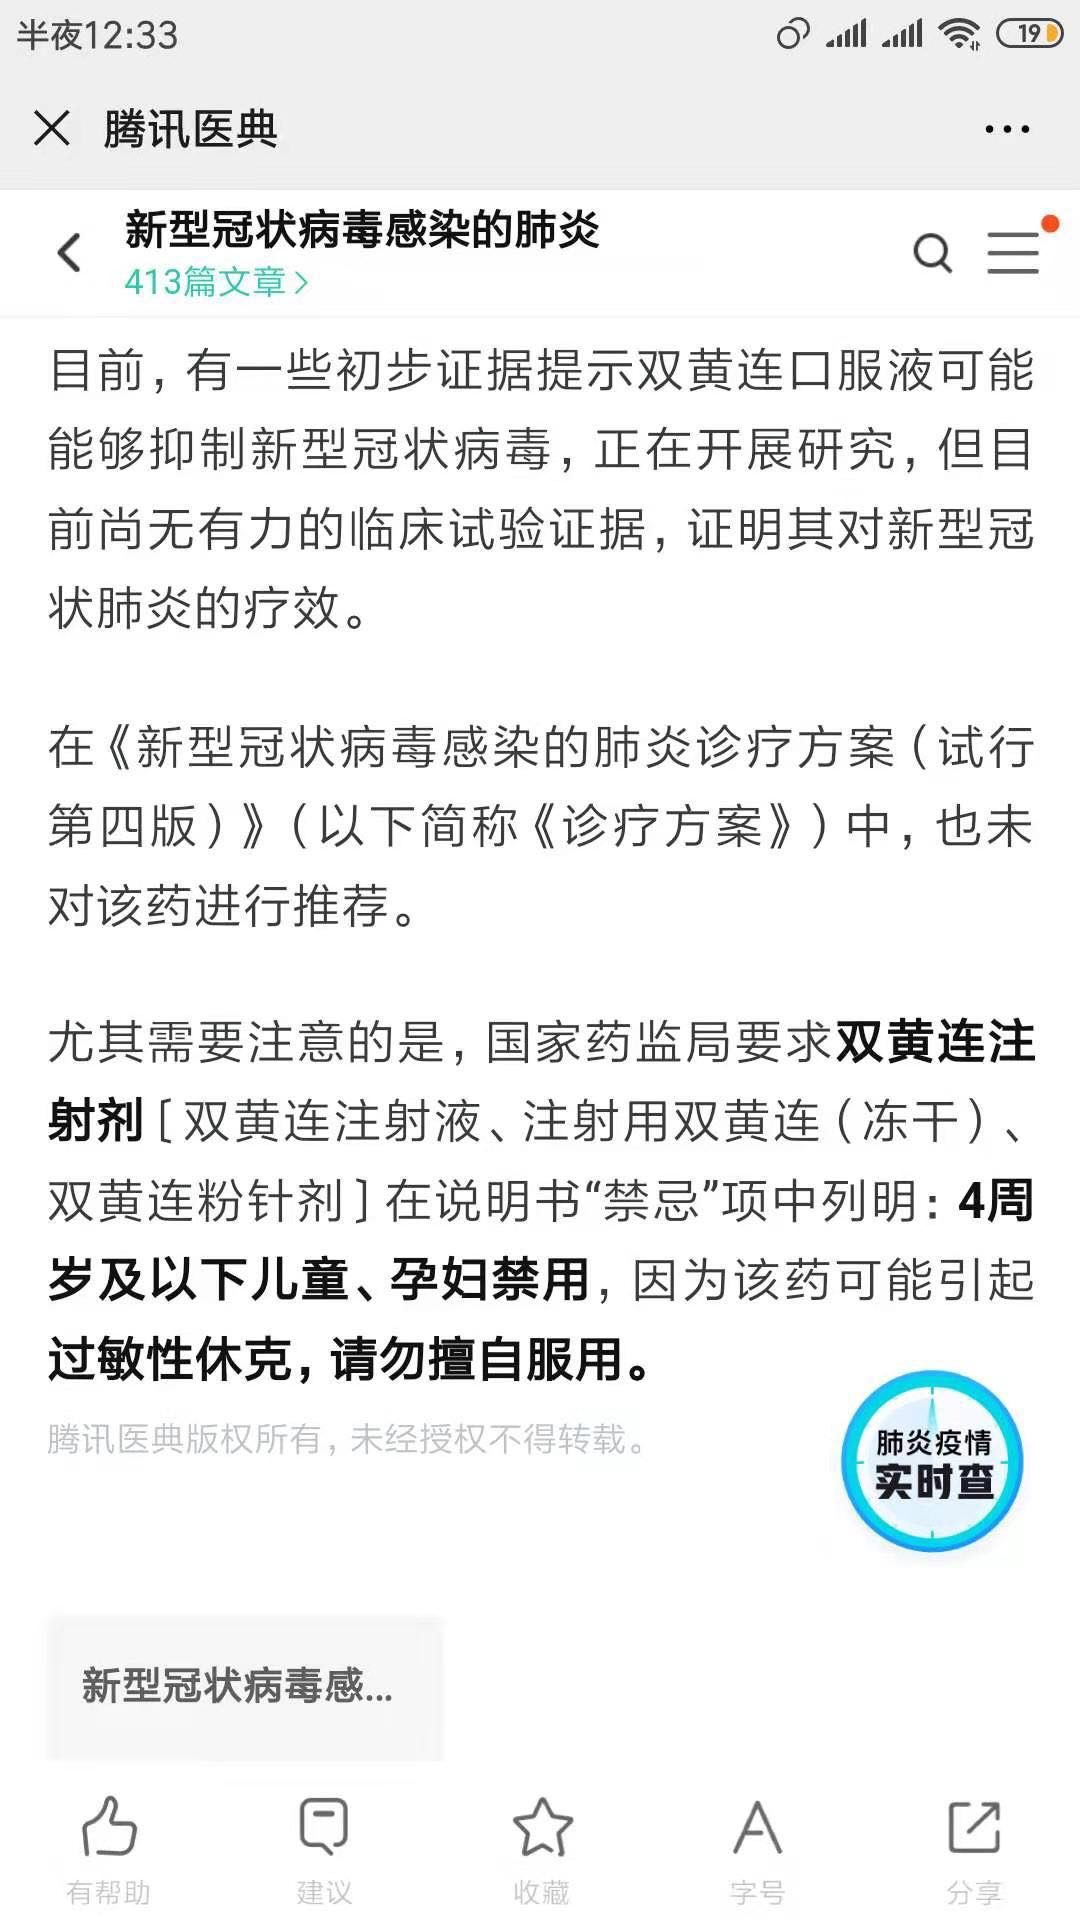 半夜12:33
19
腾讯医典
新型冠状病毒感染的肺炎
413篇文章
目前,有一些初步证据提示双黄连口服液可能
能够抑制新型冠状病毒,正在开展研究,但目
前尚无有力的临床试验证据,证明其对新型冠
状肺炎的疗效。
在《新型冠状病毒感染的肺炎诊疗方案(试行
第四版)》(以下简称《诊疗方案》)中,也未
对该药进行推荐。
尤其需要注意的是,国家药监局要求双黄连注
射剂[双黄连注射液、注射用双黄连(冻干)、
双黄连粉针剂]在说明书“禁忌”项中列明:4周
岁及以下儿童、孕妇禁用,因为该药可能引起
过敏性休克,请勿擅自服用。
腾讯医典版权所有,未经授权不得转载。
肺炎疫情
实时查
新型冠状病毒感...
有帮助
建议
收藏
字号
分享